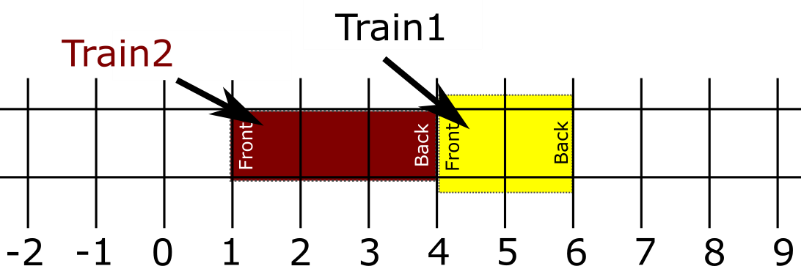 Train1
Train2
Front
Back
Front
Back
-2 -1 0 1 2 3 4 5 6 7 8 9